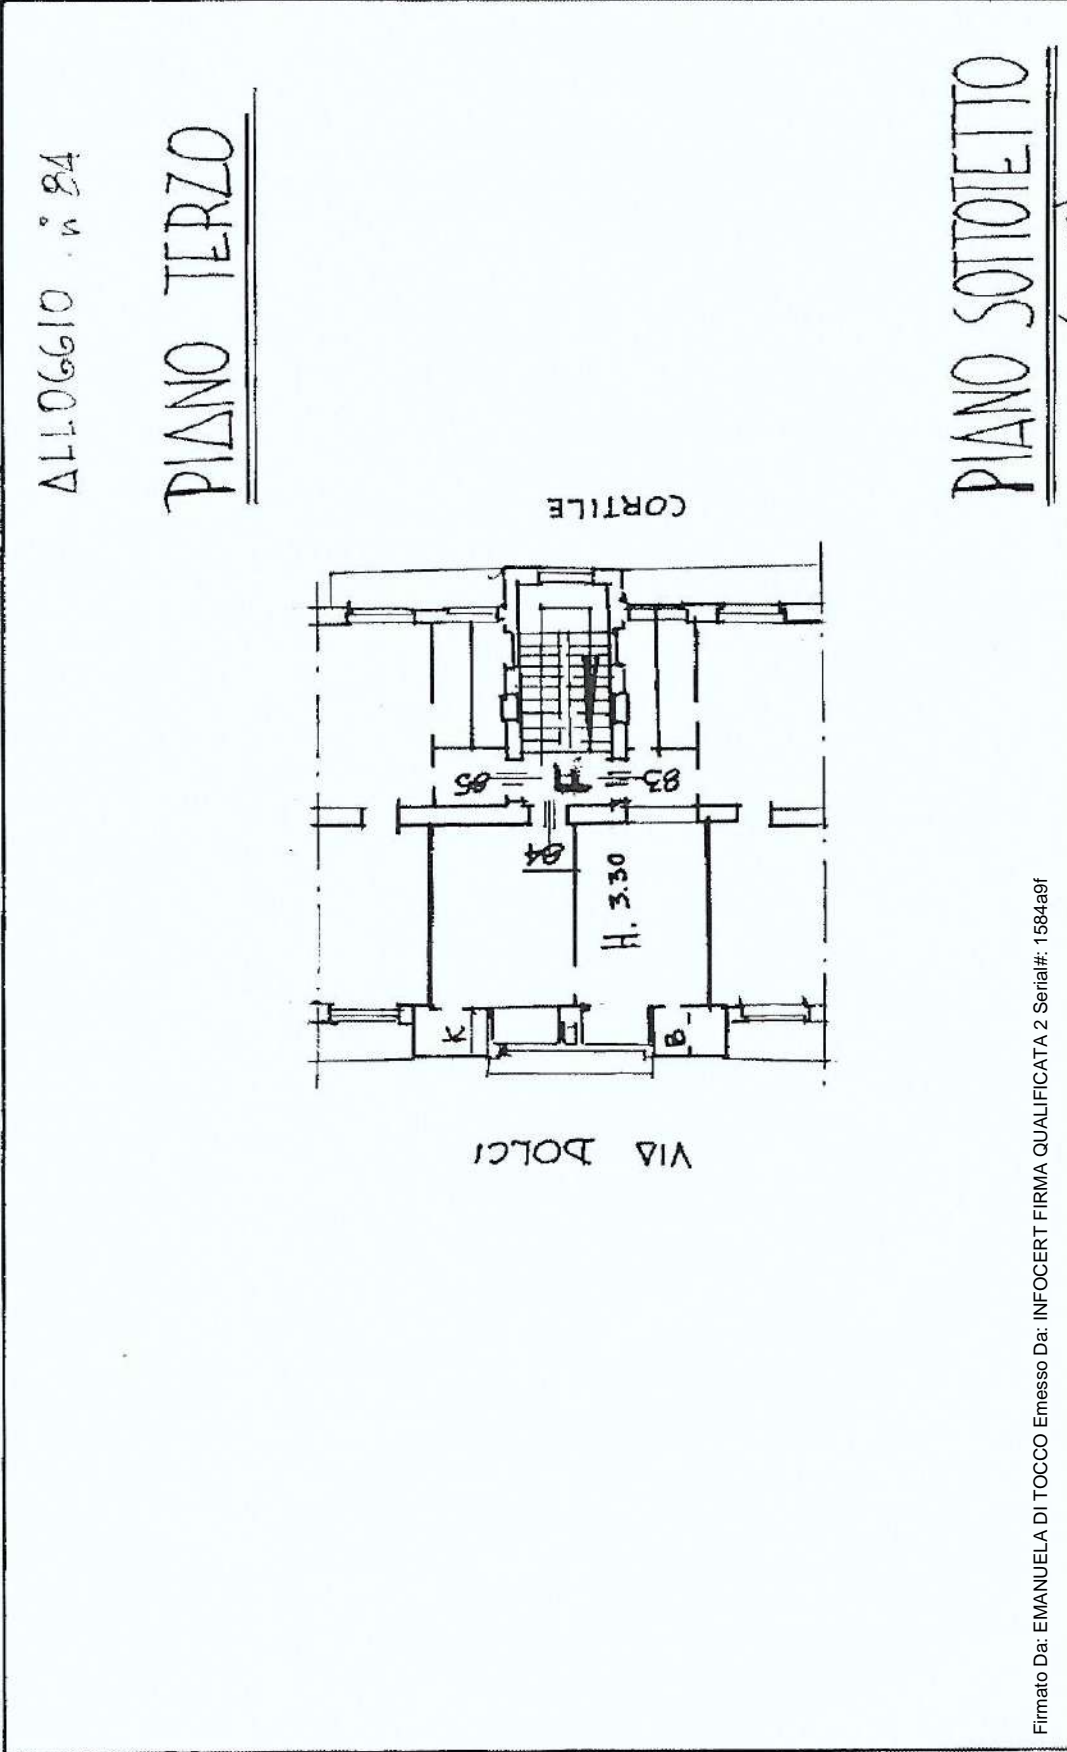 ALLOGGIO n° 84
PIANO TERZO
PIANO SOTTOTETTO
CORTILE
85
F
83
84
H. 3.30
K
L
B
VIA DOLCI
Firmato Da: EMANUELA DI TOCCO Emesso Da: INFOCERT FIRMA QUALIFICATA 2 Serial#: 1584a9f